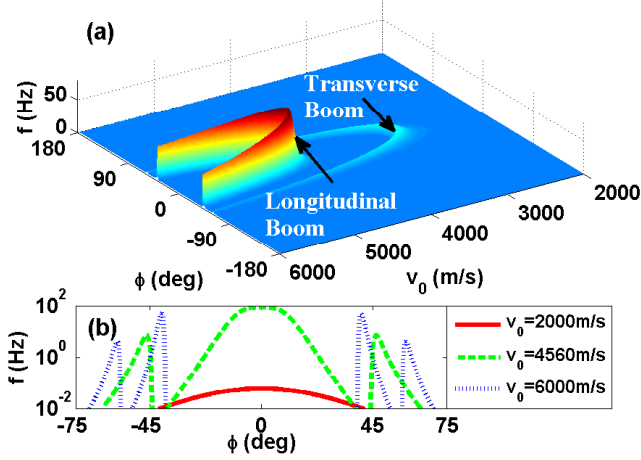 (a)
Transverse
Boom
Longitudinal
Boom
f (Hz)
50
0
180
90
0
-90
-180
ϕ (deg)
6000
5000
4000
3000
2000
v0 (m/s)
(b)
f (Hz)
10^2
10^0
10^-2
-75
-45
0
45
75
ϕ (deg)
v0=2000m/s
v0=4560m/s
v0=6000m/s